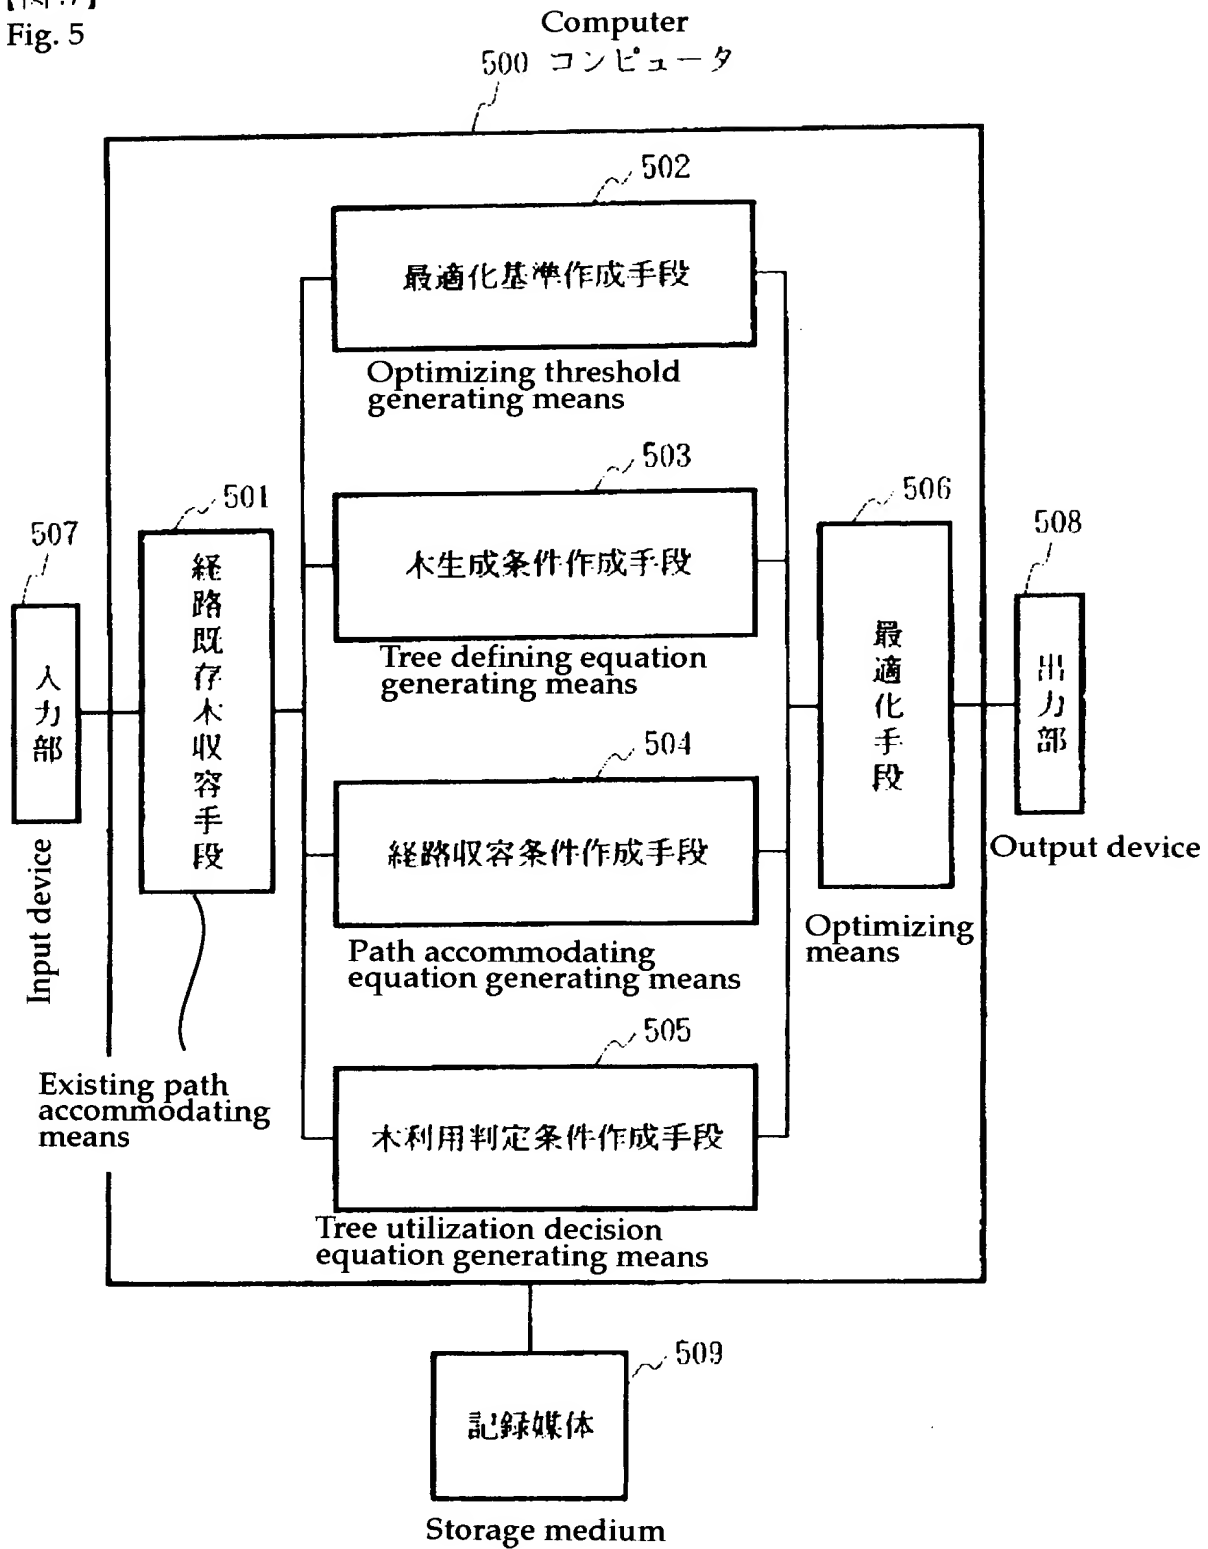 Fig. 5
Computer
500 コンピュータ
502
最適化基準作成手段
Optimizing threshold
generating means
503
木生成条件作成手段
Tree defining equation
generating means
504
経路収容条件作成手段
Path accommodating
equation generating means
505
木利用判定条件作成手段
Tree utilization decision
equation generating means
501
経路既存木収容手段
Existing path
accommodating
means
507
入力部
Input device
506
最適化手段
Optimizing
means
508
出力部
Output device
509
記録媒体
Storage medium